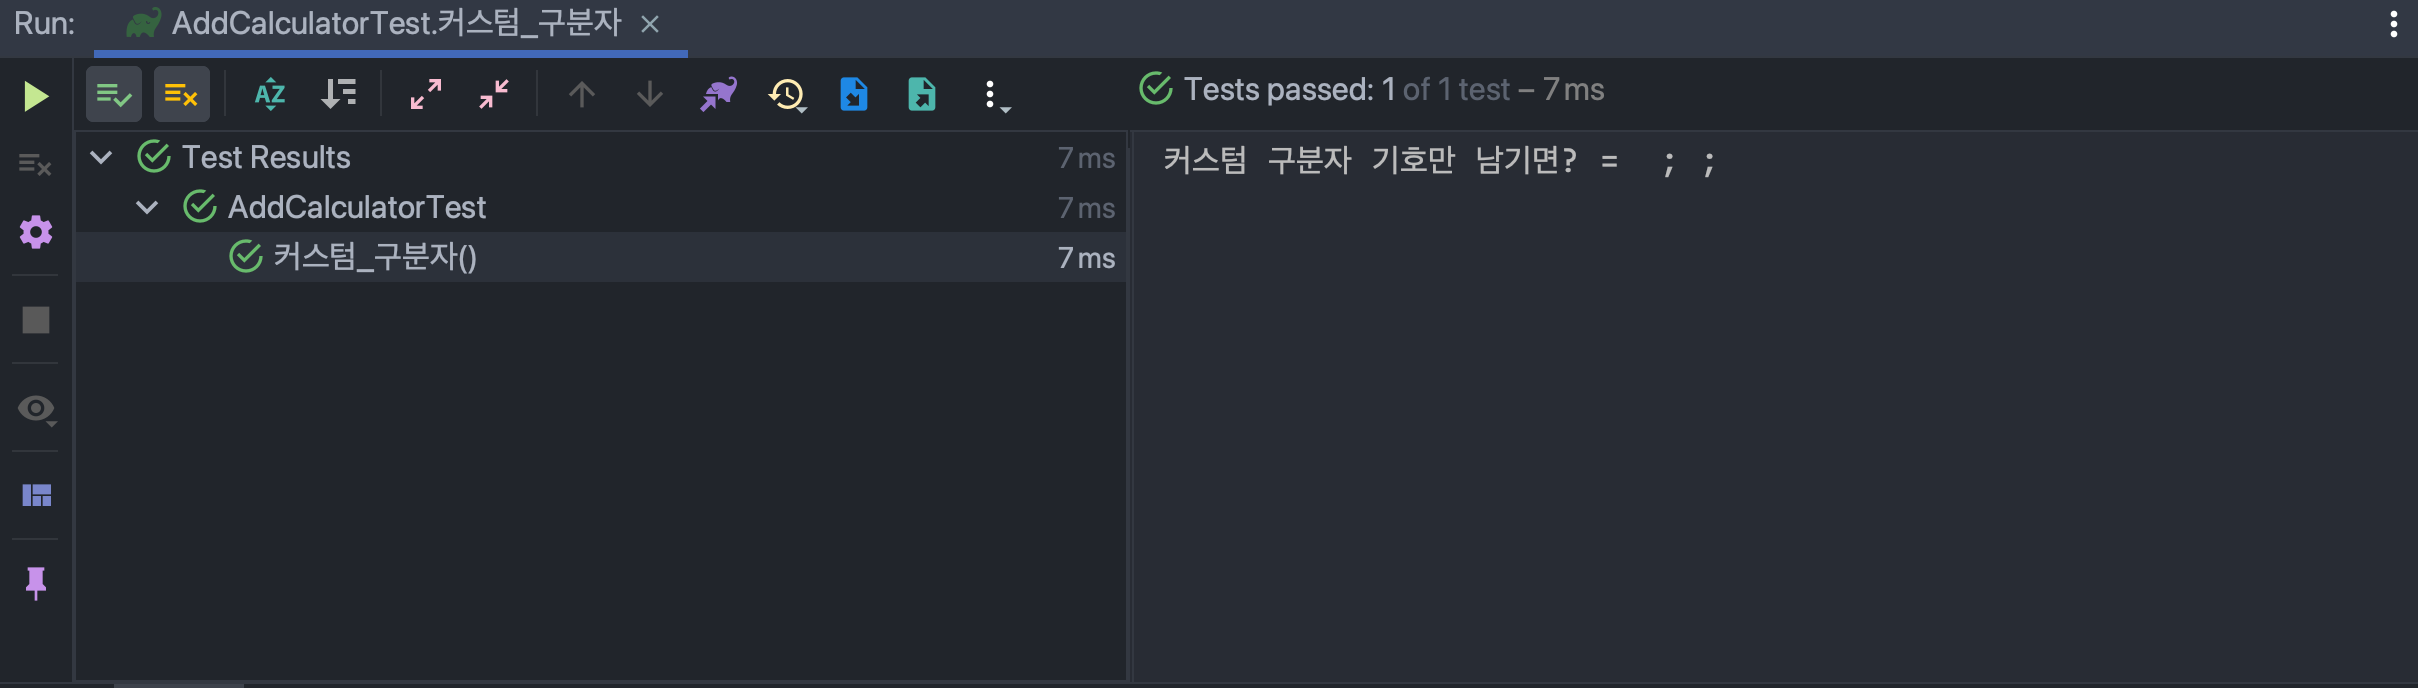 Run: AddCalculatorTest.커스텀_구분자
Tests passed: 1 of 1 test – 7 ms
Test Results 7 ms
AddCalculatorTest 7 ms
커스텀_구분자() 7 ms
커스텀 구분자 기호만 남기면? =  ; ;